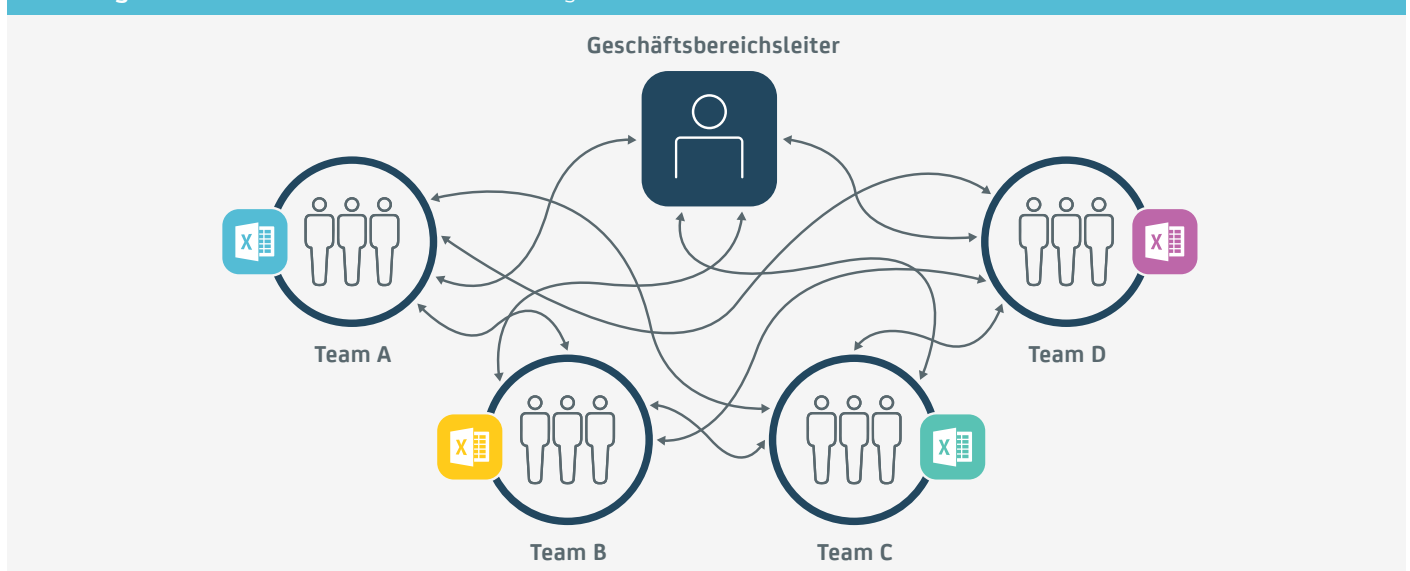 Geschäftsbereichsleiter
X
X
Team A
Team D
X
X
Team B
Team C